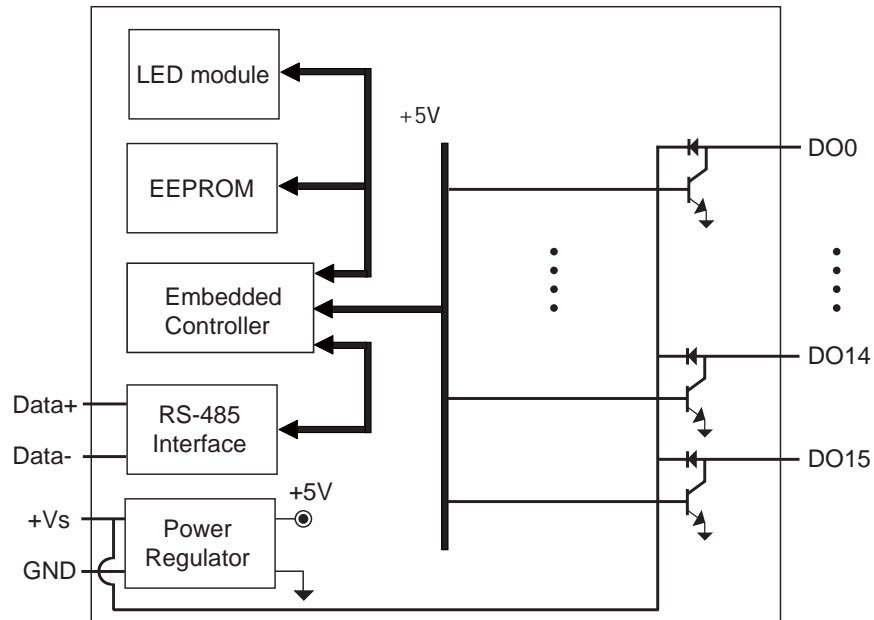 LED module
+5V
EEPROM
Embedded
Controller
Data+
Data-
RS-485
Interface
+Vs
GND
Power
Regulator
+5V
DO0
DO14
DO15